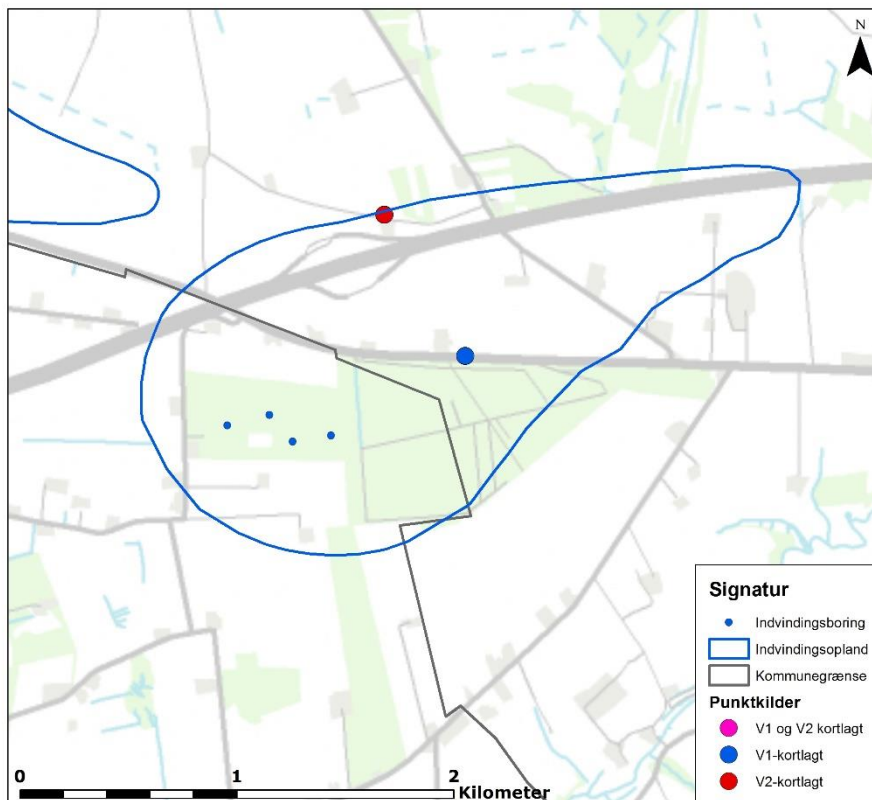 N
Signatur
Indvindingsboring
Indvindingsopland
Kommunegrænse
Punktkilder
V1 og V2 kortlagt
V1-kortlagt
V2-kortlagt
0 1 2
Kilometer